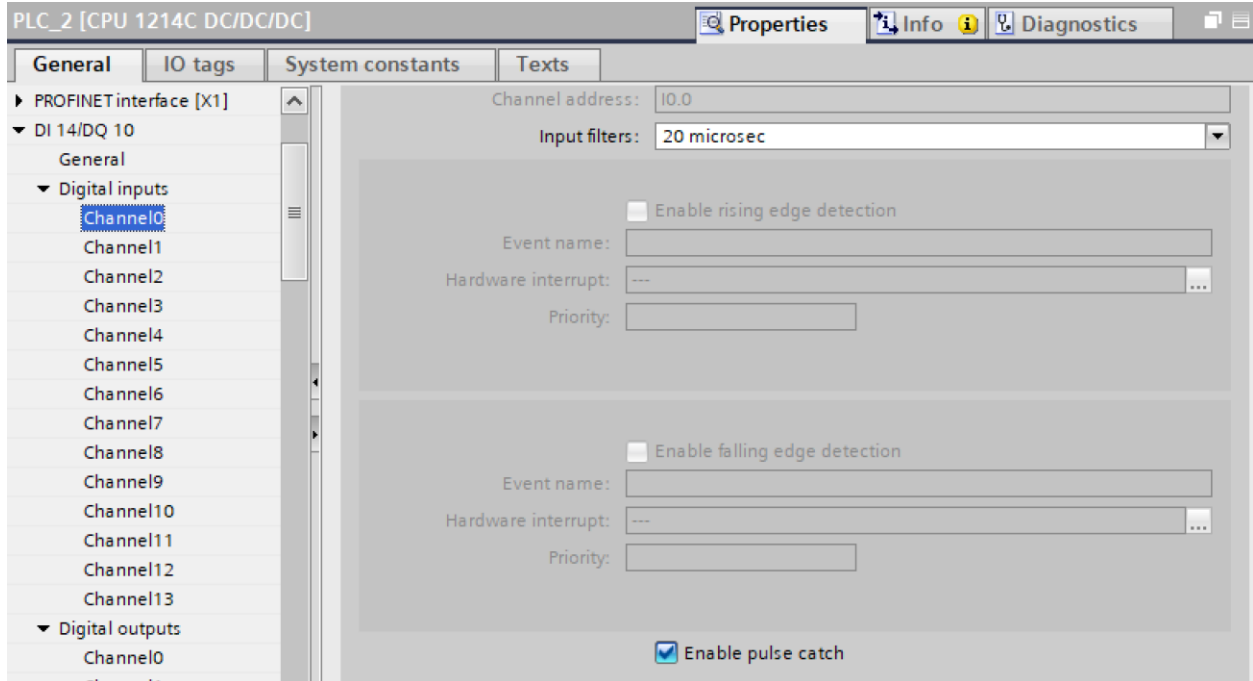 PLC_2 [CPU 1214C DC/DC/DC]
Properties
Info
Diagnostics
General
IO tags
System constants
Texts
PROFINET interface [X1]
DI 14/DQ 10
General
Digital inputs
Channel0
Channel1
Channel2
Channel3
Channel4
Channel5
Channel6
Channel7
Channel8
Channel9
Channel10
Channel11
Channel12
Channel13
Digital outputs
Channel0
Channel address: I0.0
Input filters: 20 microsec
Enable rising edge detection
Event name:
Hardware interrupt: ---
...
Priority:
Enable falling edge detection
Event name:
Hardware interrupt: ---
...
Priority:
Enable pulse catch